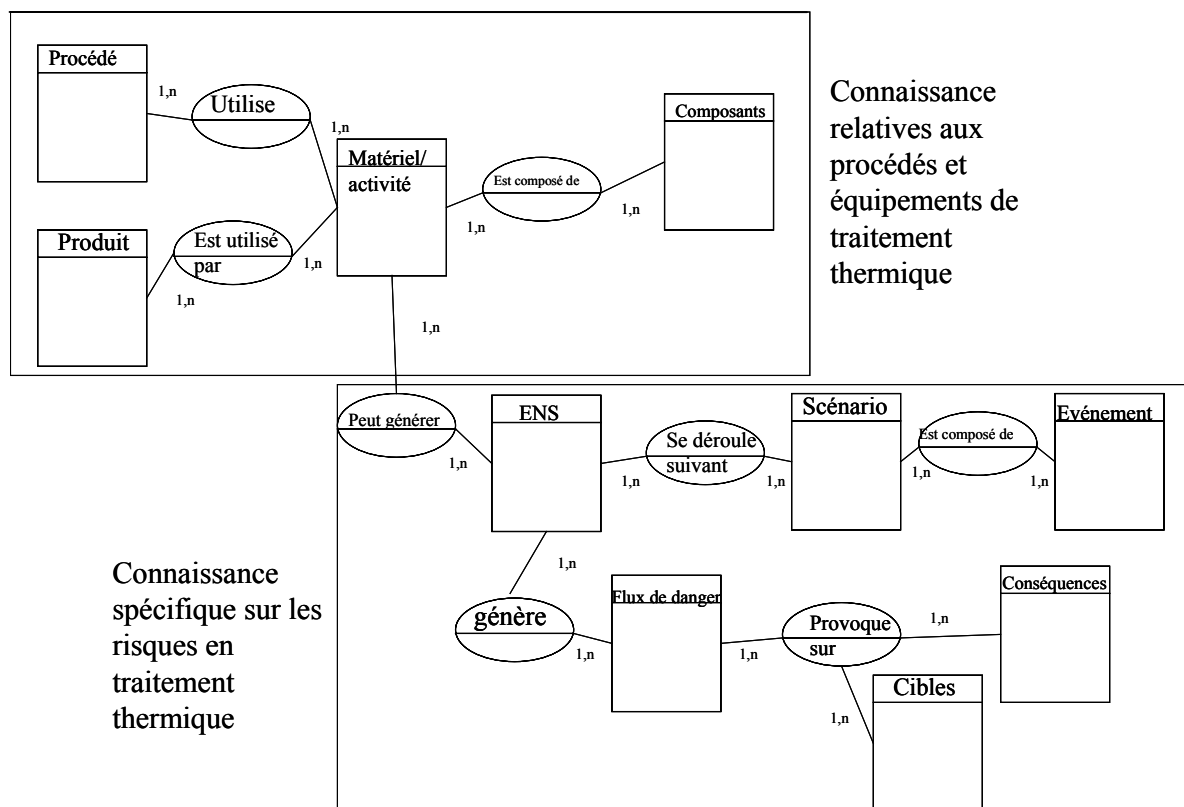 Procédé
1,n
Utilise
1,n
Matériel/
activité
Composants
Est composé de
1,n
1,n
Produit
Est utilisé
par
1,n
1,n
1,n
Connaissance
relatives aux
procédés et
équipements de
traitement
thermique
Peut générer
1,n
ENS
1,n
Se déroule
suivant
1,n
Scénario
1,n
Est composé de
1,n
Evénement
1,n
génère
1,n
Flux de danger
1,n
Provoque
sur
1,n
Conséquences
1,n
Cibles
Connaissance
spécifique sur les
risques en
traitement
thermique